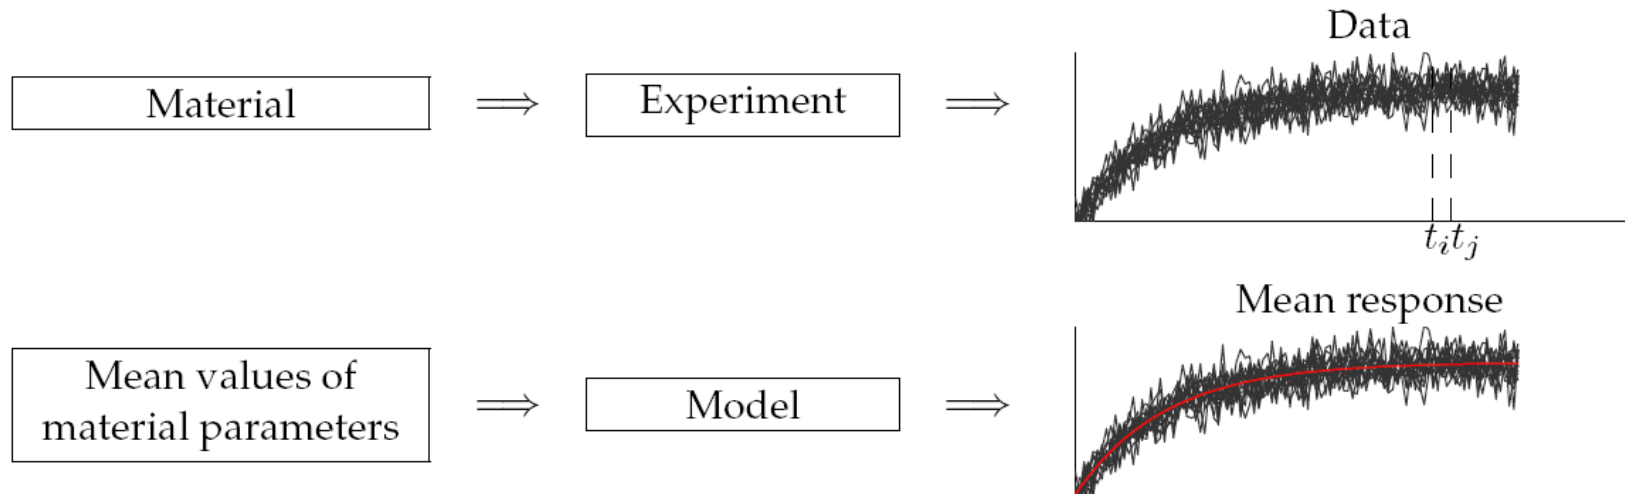 Data
Material ⟹ Experiment ⟹
t_i t_j
Mean response
Mean values of
material parameters ⟹ Model ⟹